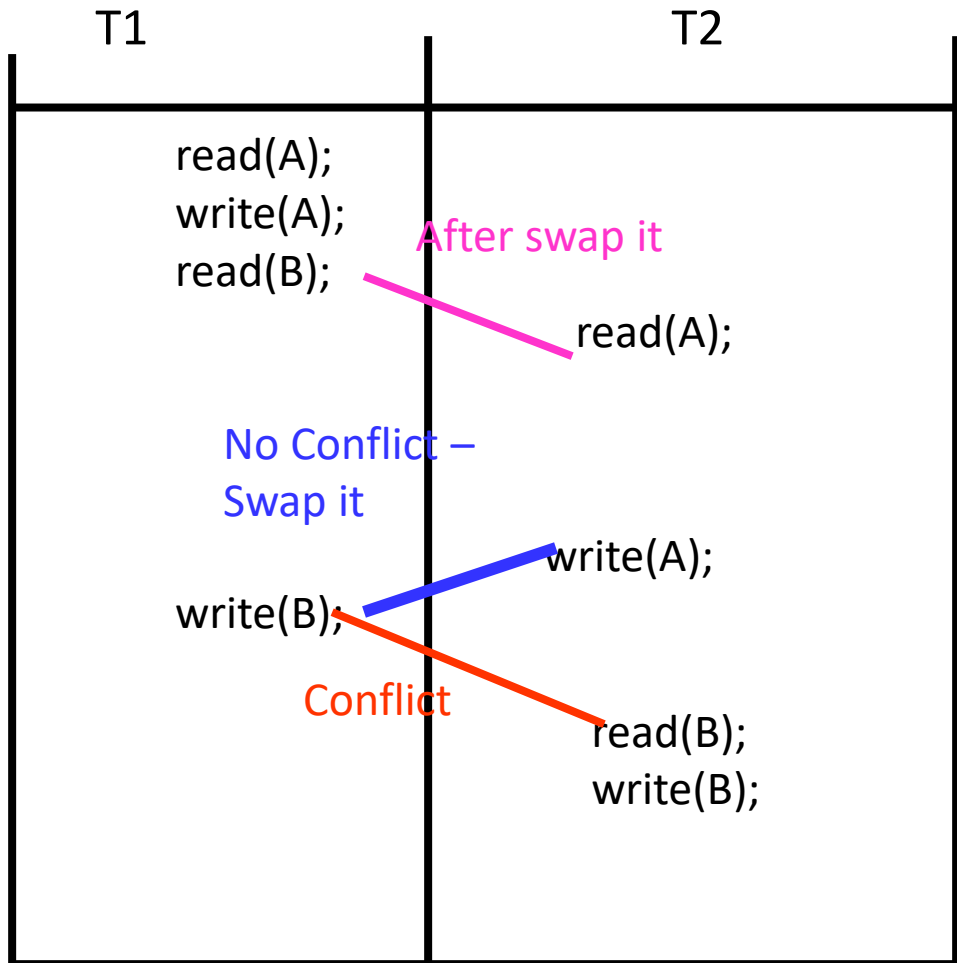 T1
T2
read(A);
write(A);
After swap it
read(B);
read(A);
No Conflict –
Swap it
write(A);
write(B);
Conflict
read(B);
write(B);